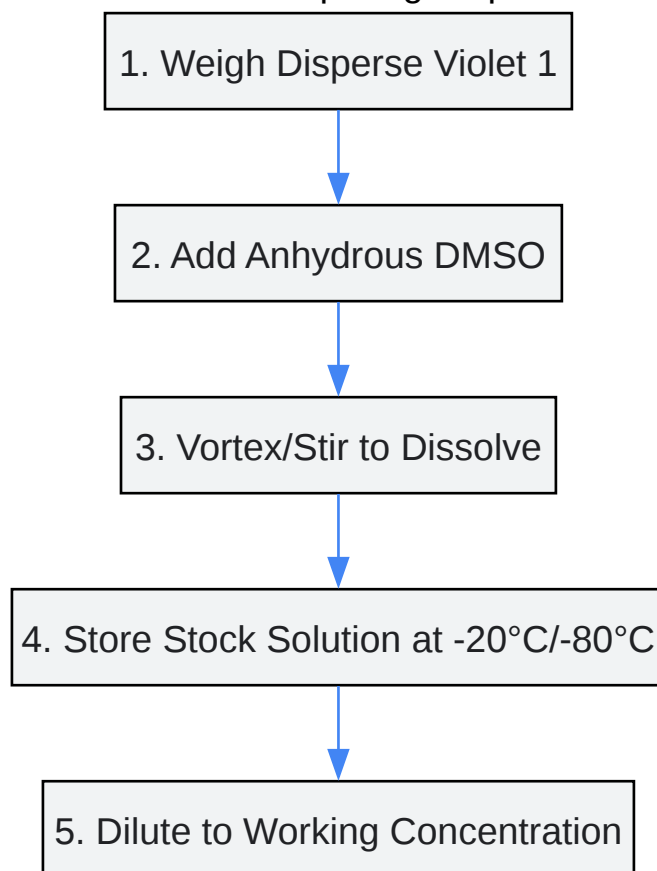 1. Weigh Disperse Violet 1
2. Add Anhydrous DMSO
3. Vortex/Stir to Dissolve
4. Store Stock Solution at -20°C/-80°C
5. Dilute to Working Concentration